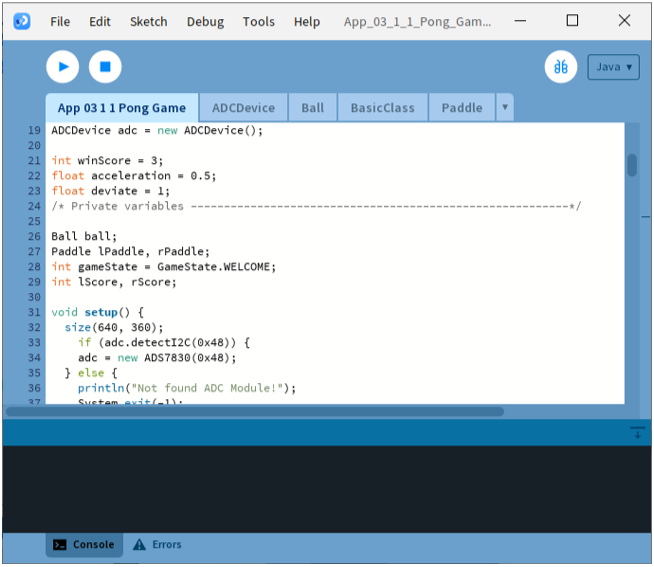 File Edit Sketch Debug Tools Help App_03_1_1_Pong_Gam...
Java ▾
App 03 1 1 Pong Game ADCDevice Ball BasicClass Paddle ▾
19 ADCDevice adc = new ADCDevice();
20
21 int winScore = 3;
22 float acceleration = 0.5;
23 float deviate = 1;
24 /* Private variables ---------------------------------------------------------*/
25
26 Ball ball;
27 Paddle lPaddle, rPaddle;
28 int gameState = GameState.WELCOME;
29 int lScore, rScore;
30
31 void setup() {
32 size(640, 360);
33 if (adc.detectI2C(0x48)) {
34 adc = new ADS7830(0x48);
35 } else {
36 println("Not found ADC Module!");
37 System.exit(-1);
Console Errors